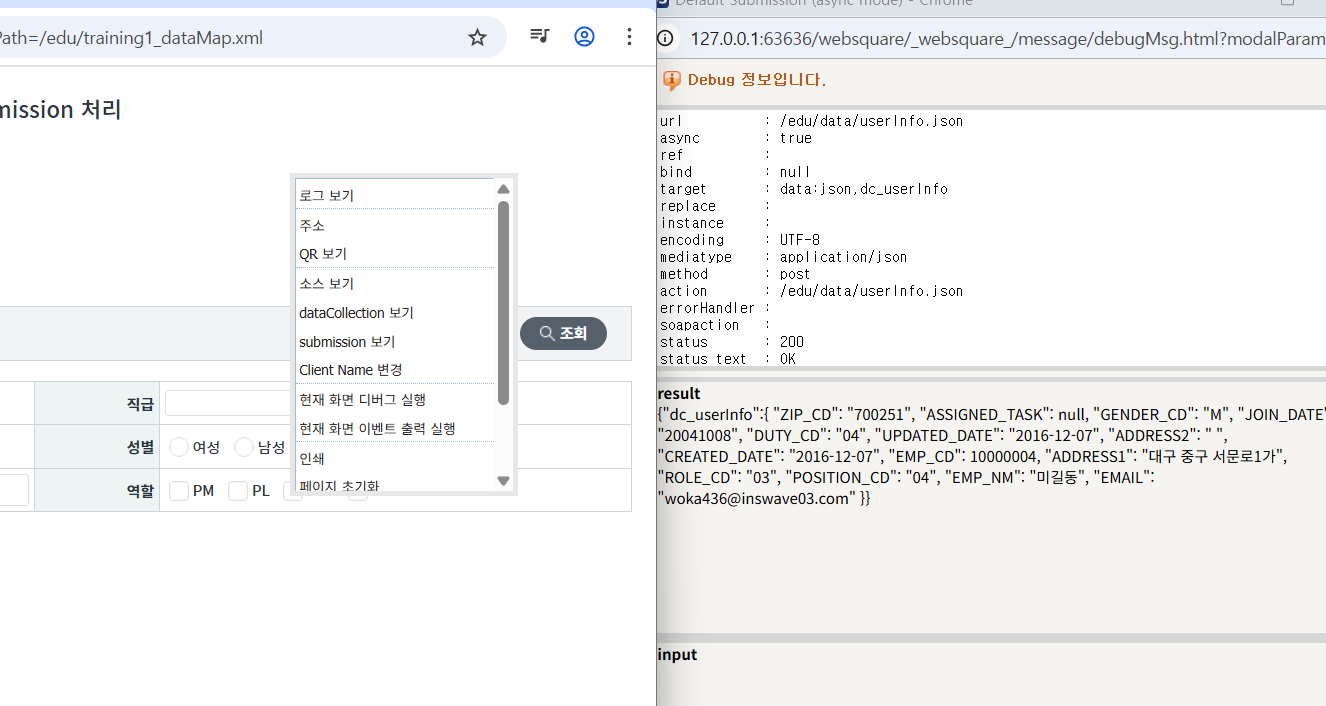 Path=/edu/training1_dataMap.xml
mission 처리
로그 보기
주소
QR 보기
소스 보기
dataCollection 보기
submission 보기
Client Name 변경
현재 화면 디버그 실행
현재 화면 이벤트 출력 실행
인쇄
페이지 초기화
조회
직급
성별 여성 남성
역할 PM PL
Default Submission (async mode) - Chrome
127.0.0.1:63636/websquare/_websquare_/message/debugMsg.html?modalParam
Debug 정보입니다.
url : /edu/data/userInfo.json
async : true
ref :
bind : null
target : data:json,dc_userInfo
replace :
instance :
encoding : UTF-8
mediatype : application/json
method : post
action : /edu/data/userInfo.json
errorHandler :
soapaction :
status : 200
status text : OK
result
{"dc_userInfo":{ "ZIP_CD": "700251", "ASSIGNED_TASK": null, "GENDER_CD": "M", "JOIN_DATE"
"20041008", "DUTY_CD": "04", "UPDATED_DATE": "2016-12-07", "ADDRESS2": " ",
"CREATED_DATE": "2016-12-07", "EMP_CD": 10000004, "ADDRESS1": "대구 중구 서문로1가",
"ROLE_CD": "03", "POSITION_CD": "04", "EMP_NM": "미길동", "EMAIL":
"woka436@inswave03.com" }}
input